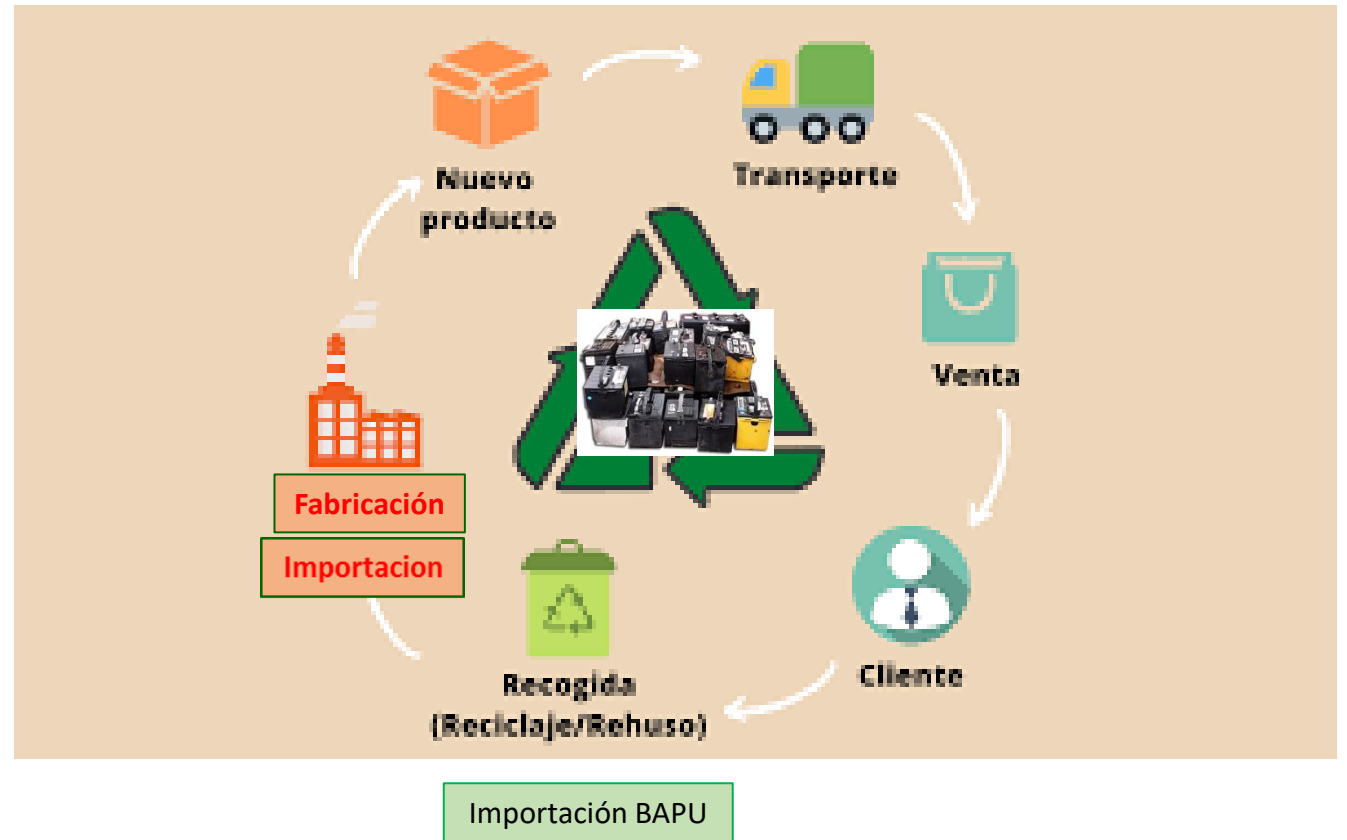 Nuevo
producto
Transporte
Venta
Cliente
Recogida
(Reciclaje/Rehuso)
Fabricación
Importacion
Importación BAPU